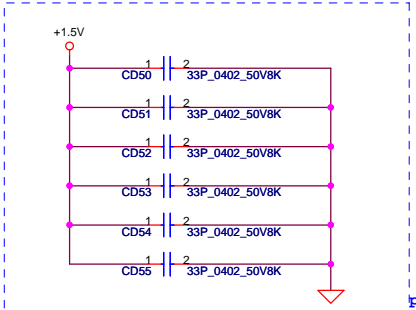 +1.5V
1 2
CD50 33P_0402_50V8K
1 2
CD51 33P_0402_50V8K
1 2
CD52 33P_0402_50V8K
1 2
CD53 33P_0402_50V8K
1 2
CD54 33P_0402_50V8K
1 2
CD55 33P_0402_50V8K